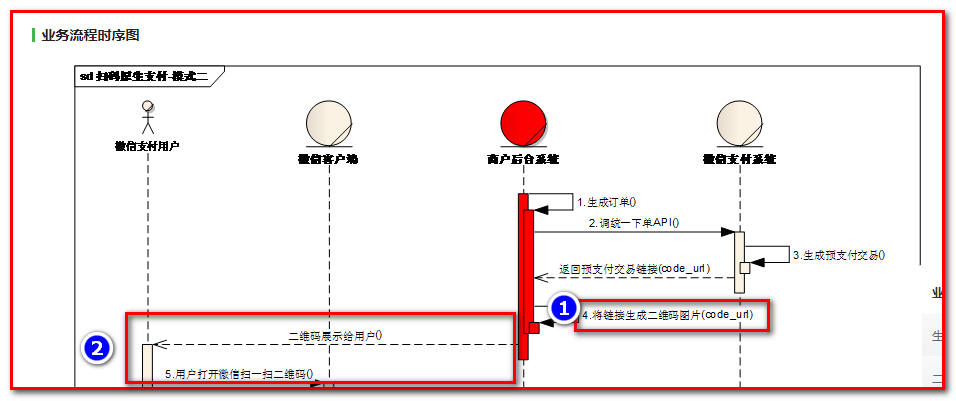 业务流程时序图
sd 扫码原生支付-模式二
微信支付用户
微信客户端
商户后台系统
微信支付系统
1.生成订单()
2.调统一下单API()
3.生成预支付交易()
返回预支付交易链接(code_url)
1
4.将链接生成二维码图片(code_url)
2
二维码展示给用户()
5.用户打开微信扫一扫二维码()
生
二